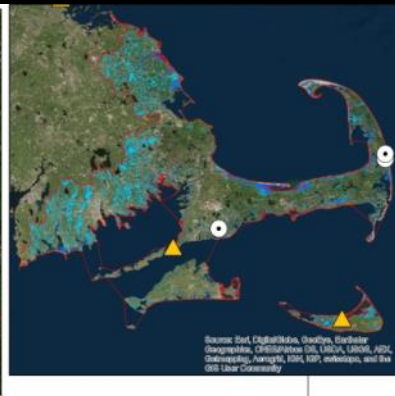 Source: Esri, DigitalGlobe, GeoEye, Earthstar
Geographics, CNES/Airbus DS, USDA, USGS, AEX,
Getmapping, Aerogrid, IGN, IGP, swisstopo, and the
GIS User Community